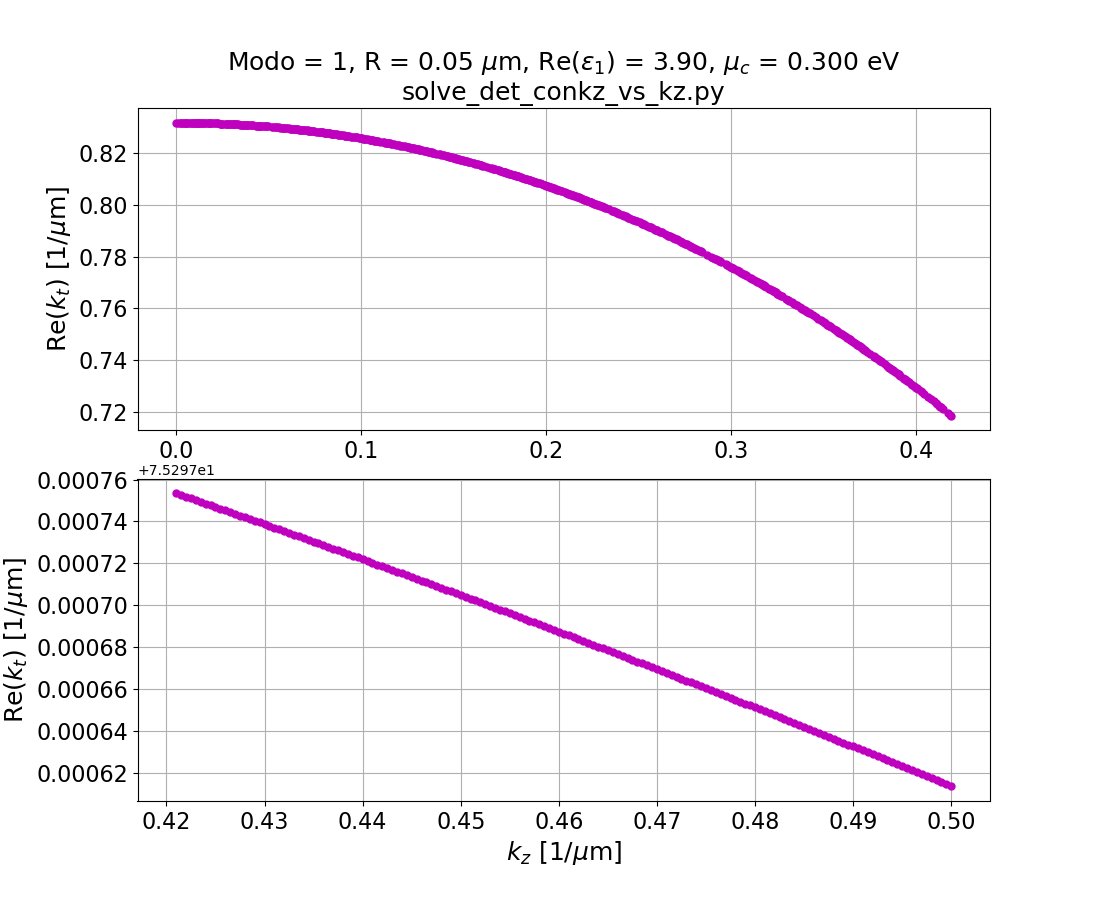 Modo = 1, R = 0.05 μm, Re(ε₁) = 3.90, μ_c = 0.300 eV
solve_det_conkz_vs_kz.py
Re(k_t) [1/μm]
0.82
0.80
0.78
0.76
0.74
0.72
0.0 0.1 0.2 0.3 0.4
+7.5297e1
Re(k_t) [1/μm]
0.00076
0.00074
0.00072
0.00070
0.00068
0.00066
0.00064
0.00062
0.42 0.43 0.44 0.45 0.46 0.47 0.48 0.49 0.50
k_z [1/μm]